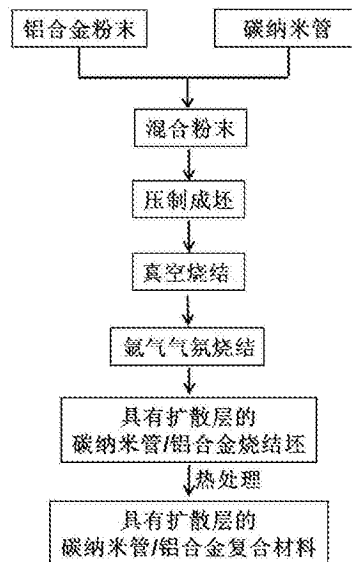 铝合金粉末 碳纳米管
混合粉末
压制成坯
真空烧结
氩气气氛烧结
具有扩散层的
碳纳米管/铝合金烧结坯
热处理
具有扩散层的
碳纳米管/铝合金复合材料